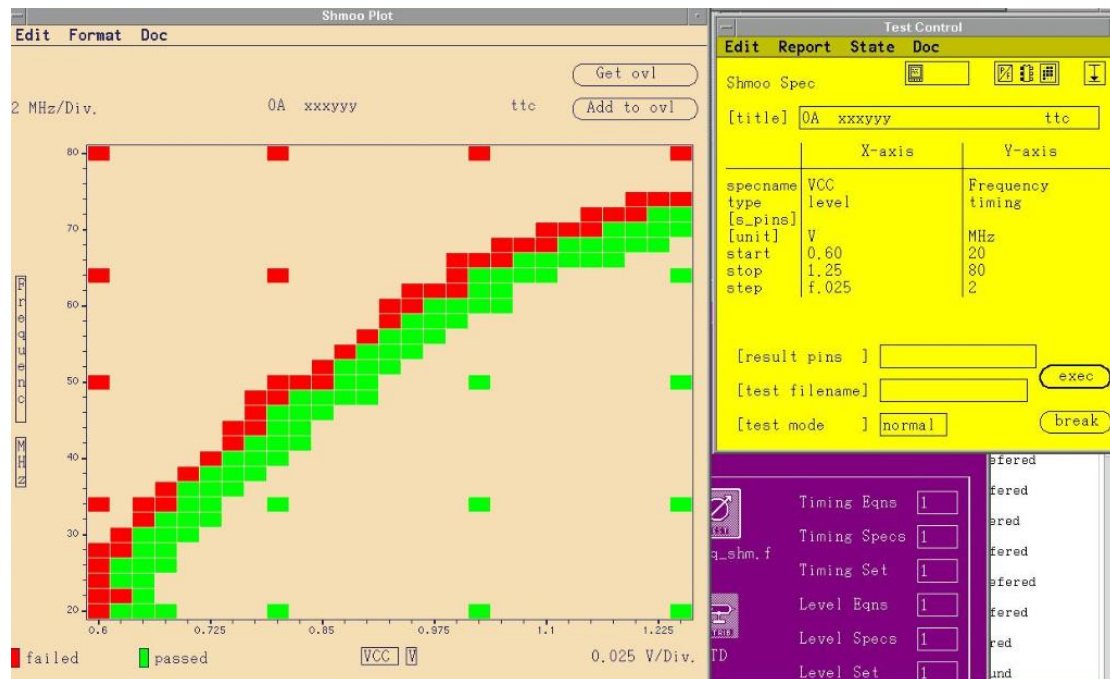 Shmoo Plot
Edit Format Doc
Get ovl
2 MHz/Div. 0A xxxyyy ttc
Add to ovl
80
70
60
50
40
30
20
Frequenc
MHz
0.6 0.725 0.85 0.975 1.1 1.225
failed passed VCC V 0.025 V/Div.
Test Control
Edit Report State Doc
Shmoo Spec
[title] 0A xxxyyy ttc
X-axis Y-axis
specname VCC Frequency
type level timing
[s_pins]
[unit] V MHz
start 0.60 20
stop 1.25 80
step f.025 2
[result pins ]
exec
[test filename]
[test mode ] normal
break
efered
fered
ered
fered
efered
fered
red
und
Timing Eqns 1
q_shm.f
Timing Specs 1
Timing Set 1
Level Eqns 1
Level Specs 1
TD
Level Set 1